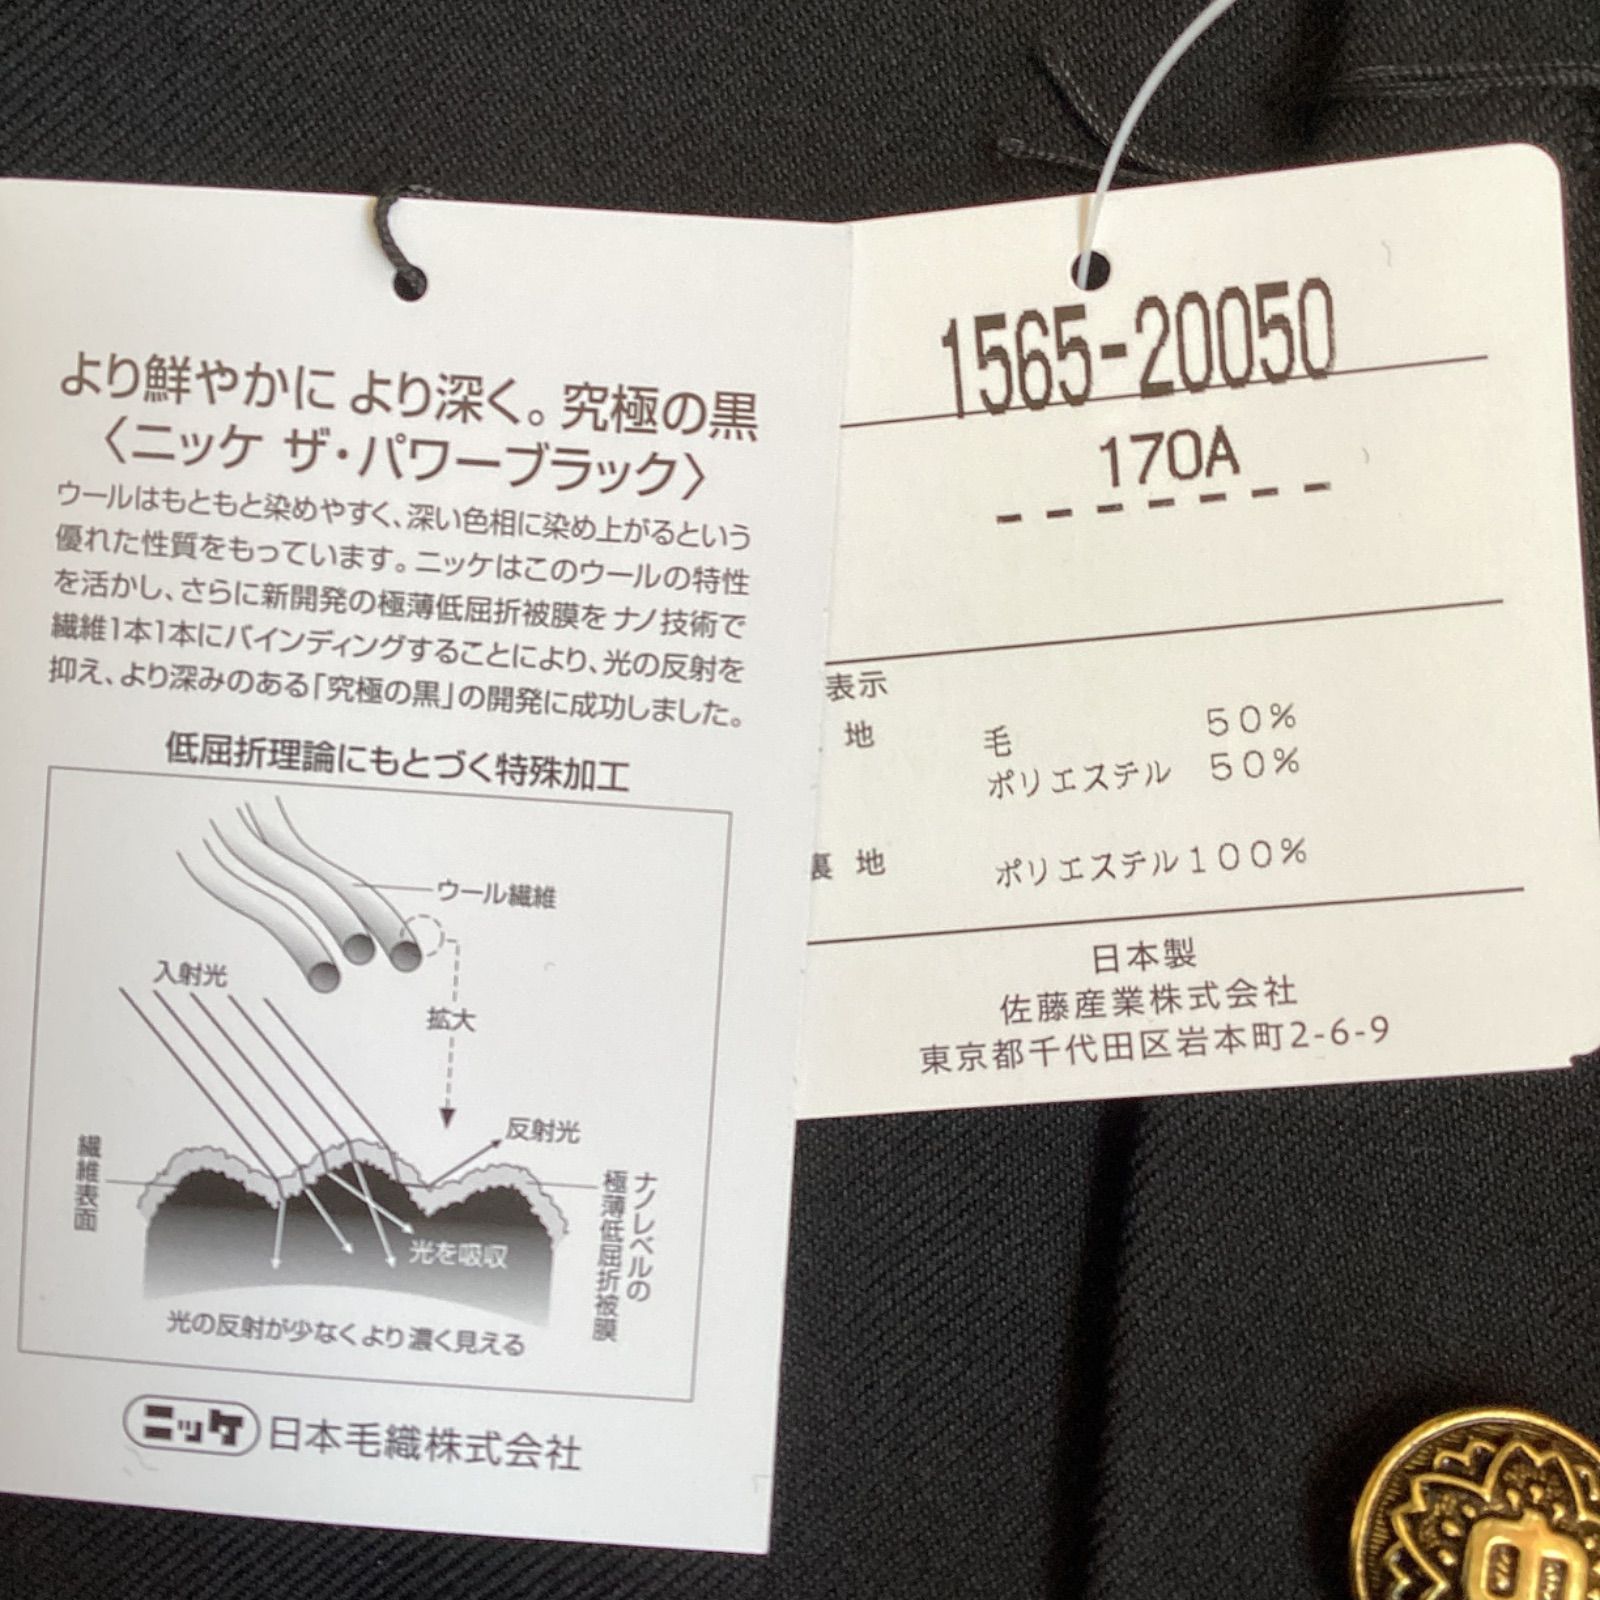 より鮮やかに より深く。究極の黒
〈ニッケ ザ・パワーブラック〉
ウールはもともと染めやすく、深い色相に染め上がるという
優れた性質をもっています。ニッケはこのウールの特性
を活かし、さらに新開発の極薄低屈折被膜をナノ技術で
繊維1本1本にバインディングすることにより、光の反射を
抑え、より深みのある「究極の黒」の開発に成功しました。
低屈折理論にもとづく特殊加工
ウール繊維
入射光
拡大
反射光
繊維表面
ナノレベルの
極薄低屈折被膜
光を吸収
光の反射が少なくより濃く見える
ニッケ 日本毛織株式会社
1565-20050
170A
表示
地 毛 50%
ポリエステル 50%
裏 地 ポリエステル100%
日本製
佐藤産業株式会社
東京都千代田区岩本町2-6-9